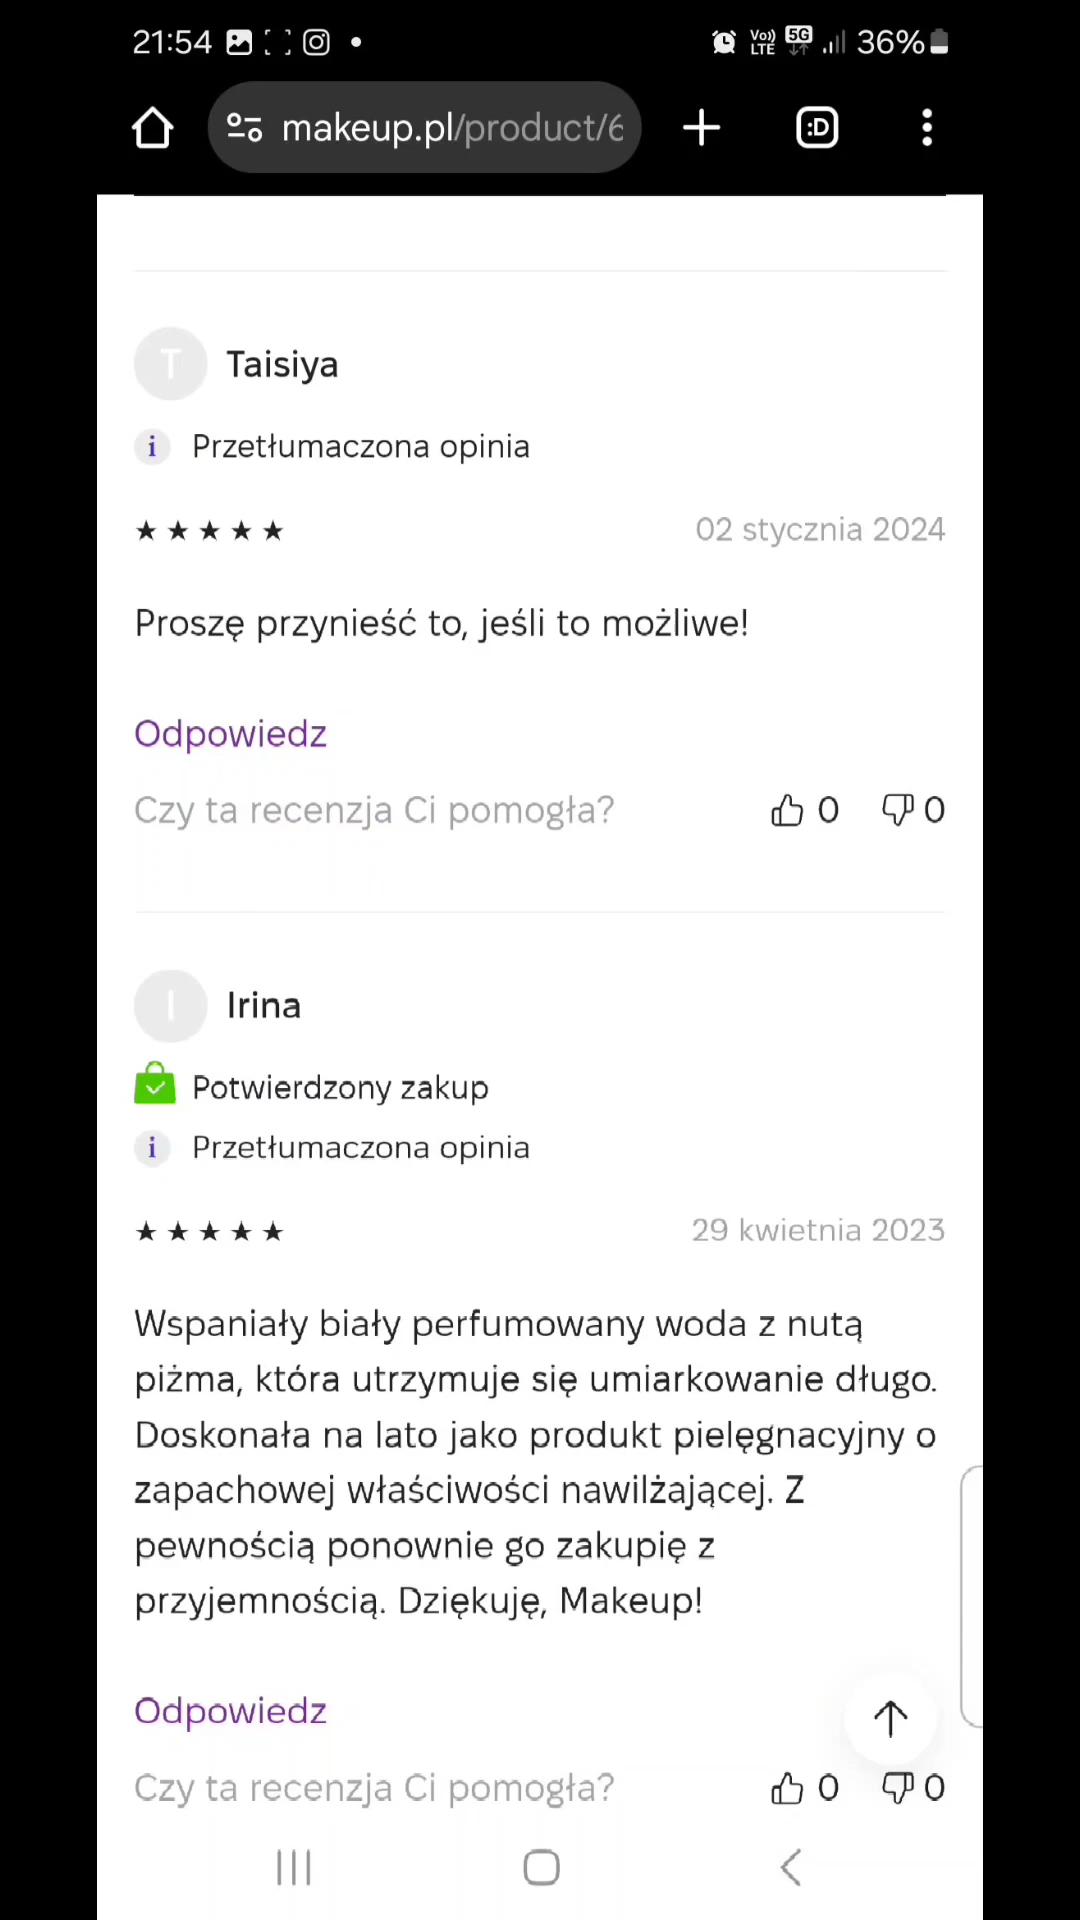 21:54
Vo)) LTE 5G 36%
makeup.pl/product/6
:D
T
Taisiya
i Przetłumaczona opinia
★★★★★ 02 stycznia 2024
Proszę przynieść to, jeśli to możliwe!
Odpowiedz
Czy ta recenzja Ci pomogła? 0 0
I
Irina
Potwierdzony zakup
i Przetłumaczona opinia
★★★★★ 29 kwietnia 2023
Wspaniały biały perfumowany woda z nutą
piżma, która utrzymuje się umiarkowanie długo.
Doskonała na lato jako produkt pielęgnacyjny o
zapachowej właściwości nawilżającej. Z
pewnością ponownie go zakupię z
przyjemnością. Dziękuję, Makeup!
Odpowiedz
Czy ta recenzja Ci pomogła? 0 0